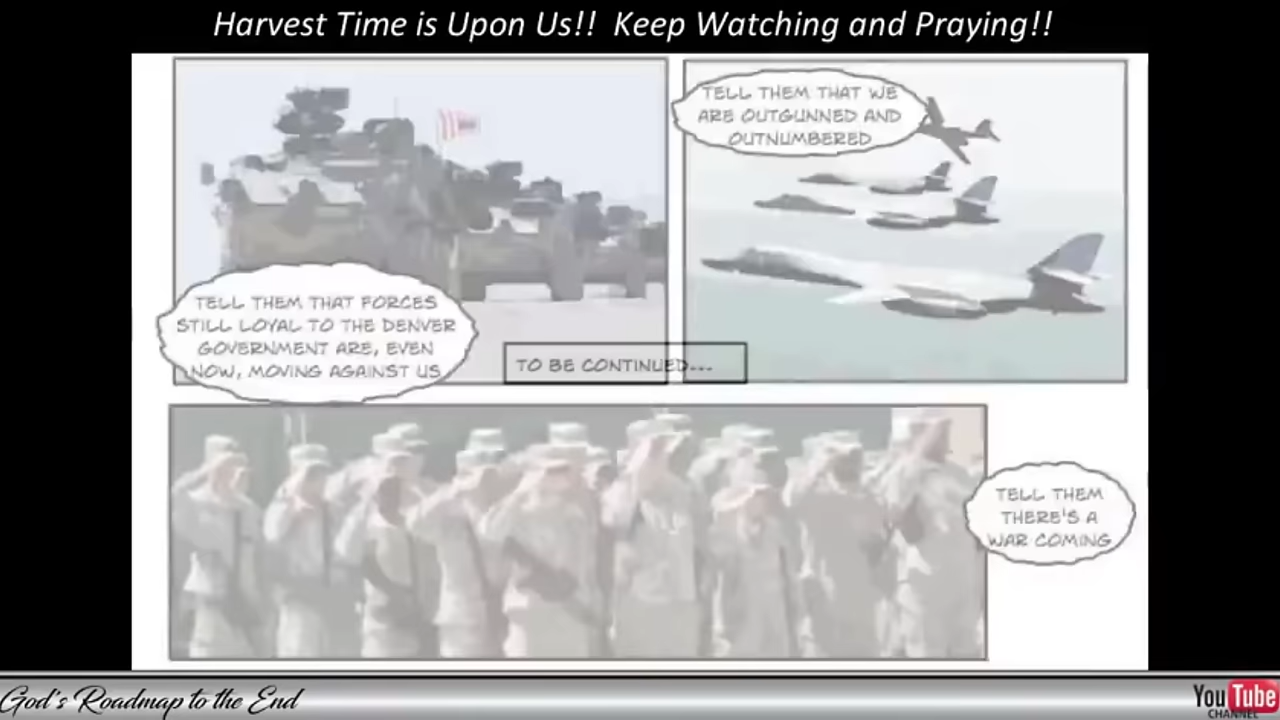 Harvest Time is Upon Us!! Keep Watching and Praying!!
TELL THEM THAT WE
ARE OUTGUNNED AND
OUTNUMBERED
TELL THEM THAT FORCES
STILL LOYAL TO THE DENVER
GOVERNMENT ARE, EVEN
NOW, MOVING AGAINST US
TO BE CONTINUED...
TELL THEM
THERE'S A
WAR COMING
God's Roadmap to the End
YouTube
CHANNEL